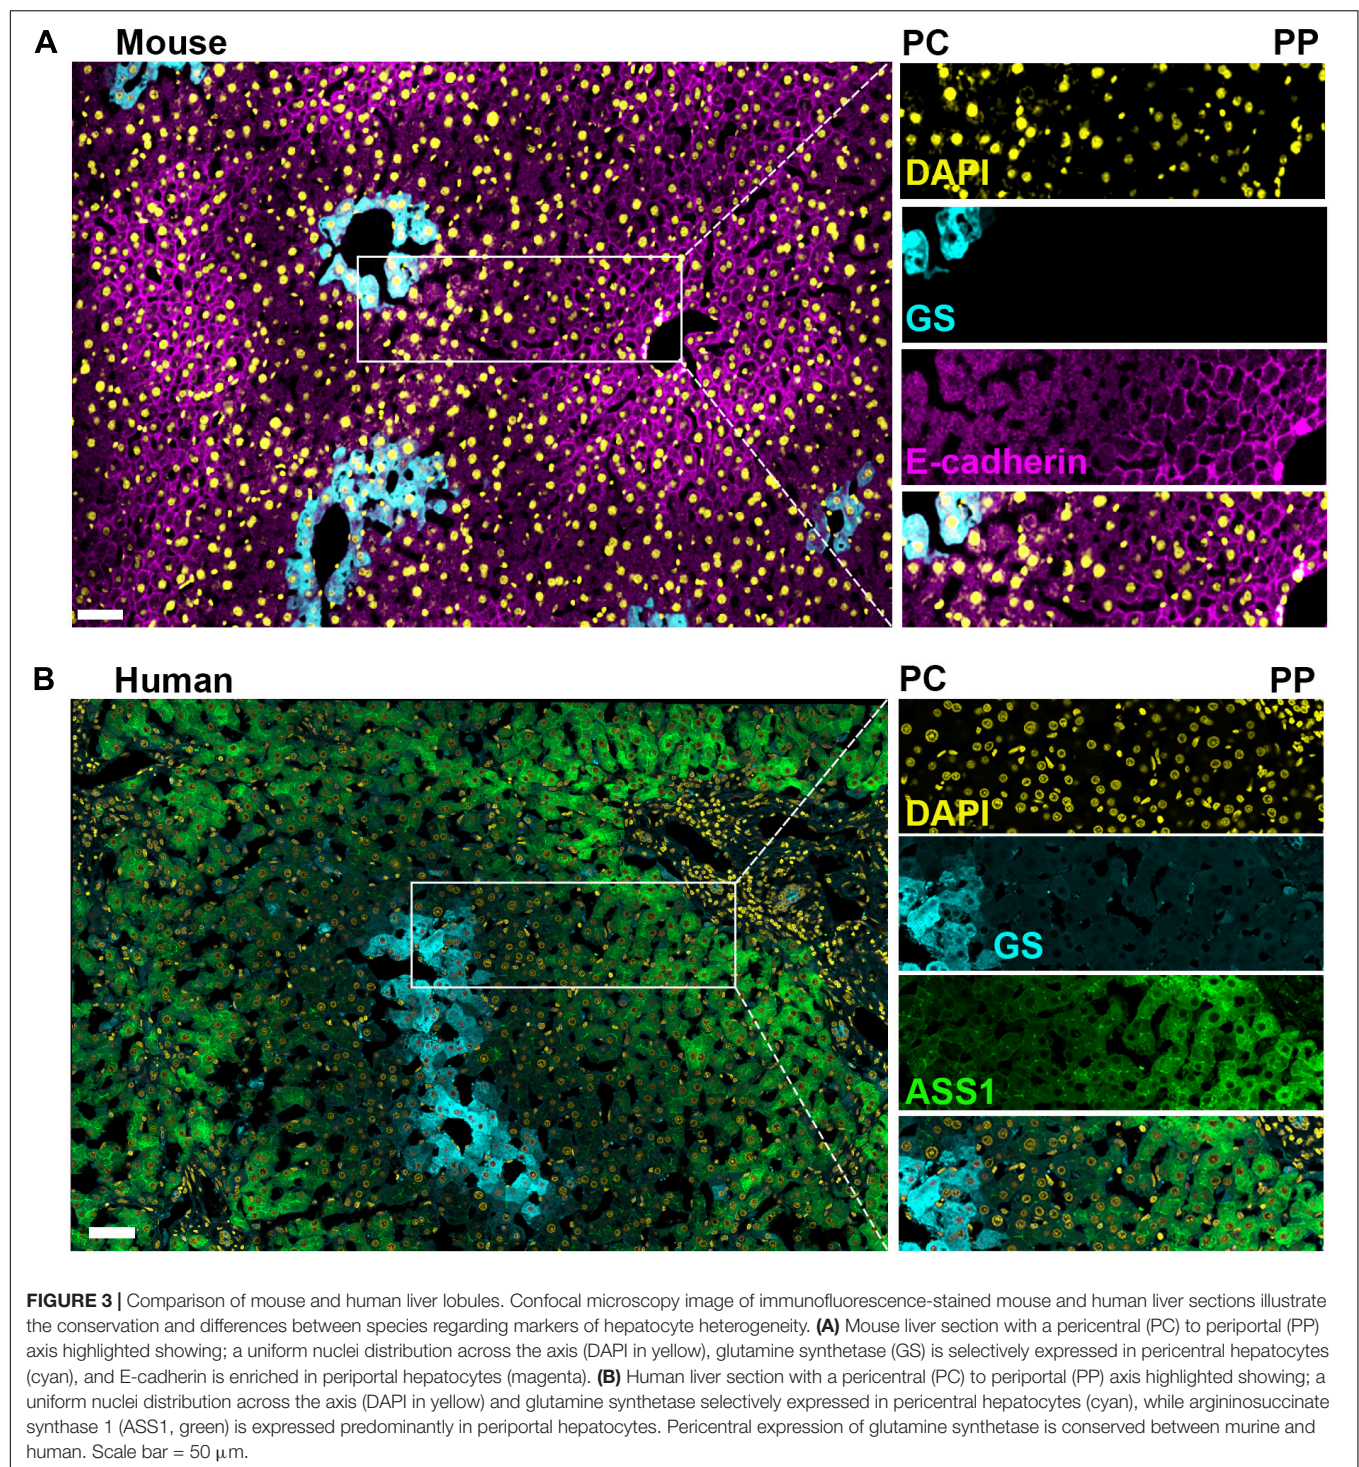 A Mouse
PC PP
DAPI
GS
E-cadherin
B Human
PC PP
DAPI
GS
ASS1
FIGURE 3 | Comparison of mouse and human liver lobules. Confocal microscopy image of immunofluorescence-stained mouse and human liver sections illustrate
the conservation and differences between species regarding markers of hepatocyte heterogeneity. (A) Mouse liver section with a pericentral (PC) to periportal (PP)
axis highlighted showing; a uniform nuclei distribution across the axis (DAPI in yellow), glutamine synthetase (GS) is selectively expressed in pericentral hepatocytes
(cyan), and E-cadherin is enriched in periportal hepatocytes (magenta). (B) Human liver section with a pericentral (PC) to periportal (PP) axis highlighted showing; a
uniform nuclei distribution across the axis (DAPI in yellow) and glutamine synthetase selectively expressed in pericentral hepatocytes (cyan), while argininosuccinate
synthase 1 (ASS1, green) is expressed predominantly in periportal hepatocytes. Pericentral expression of glutamine synthetase is conserved between murine and
human. Scale bar = 50 μm.